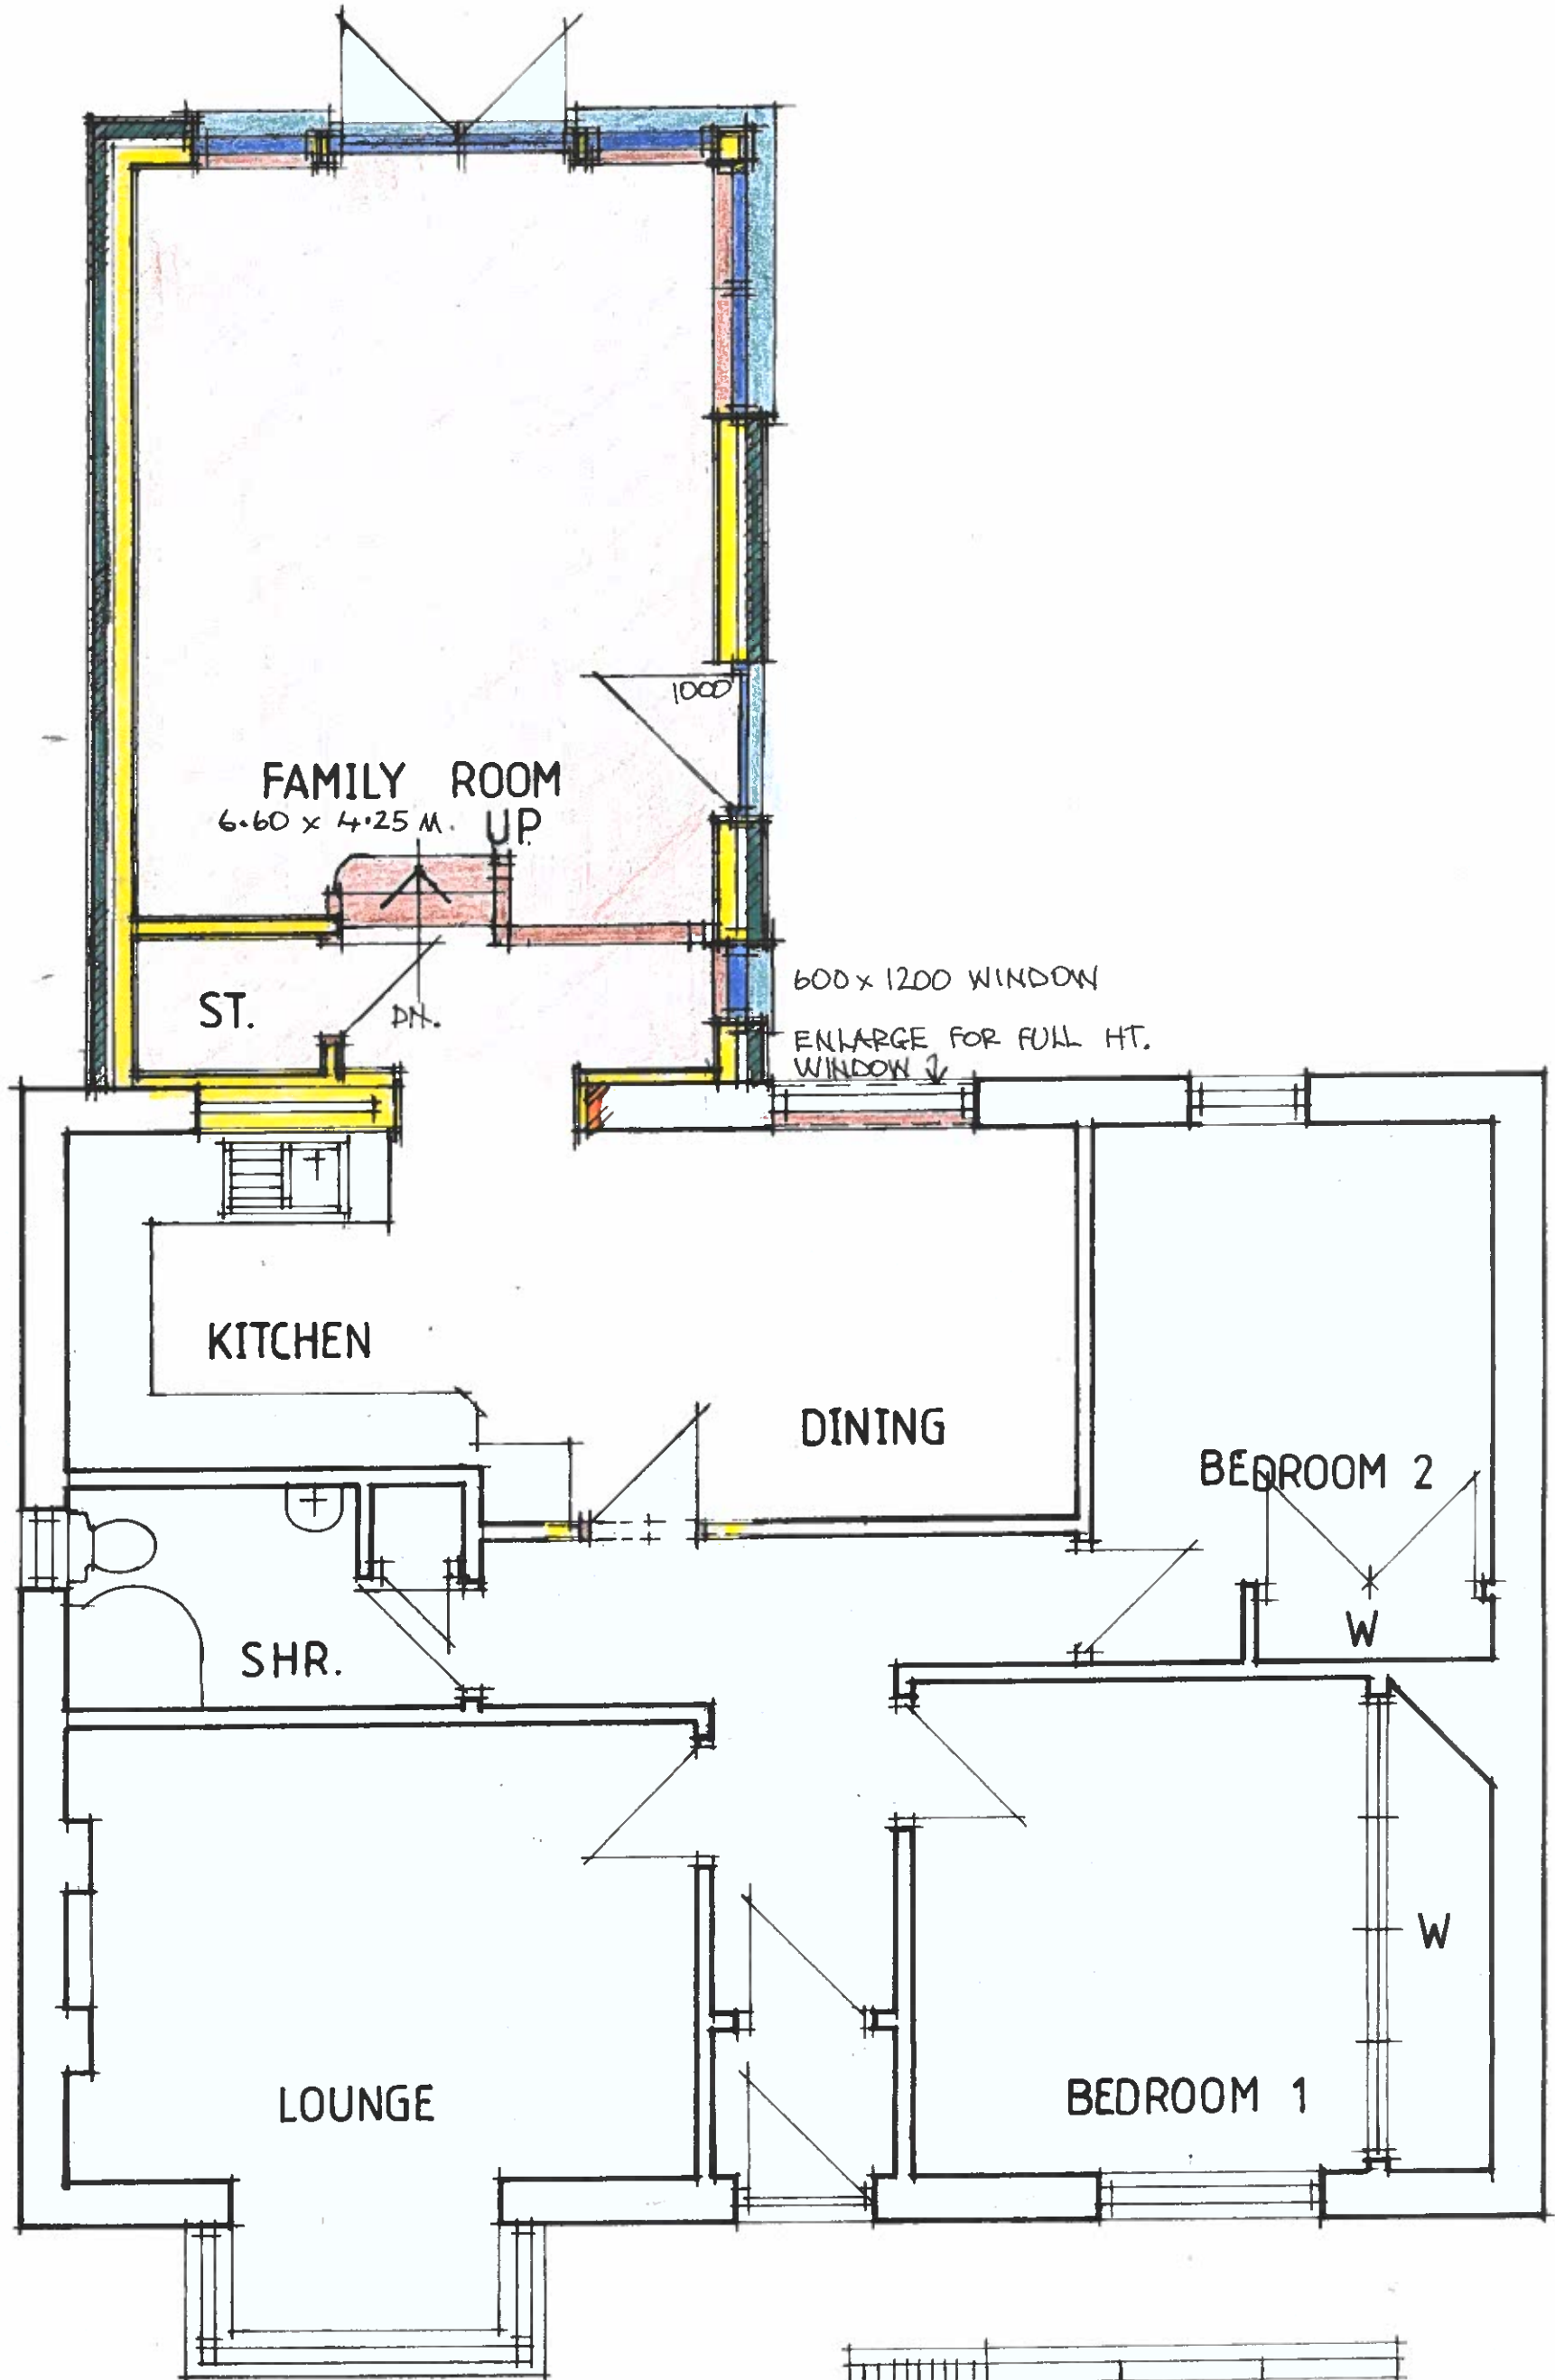 1000
FAMILY ROOM
6.60 x 4.25 M. UP.
600 x 1200 WINDOW
ST.
DN.
ENLARGE FOR FULL HT.
WINDOW
KITCHEN
DINING
BEDROOM 2
W
SHR.
W
LOUNGE
BEDROOM 1